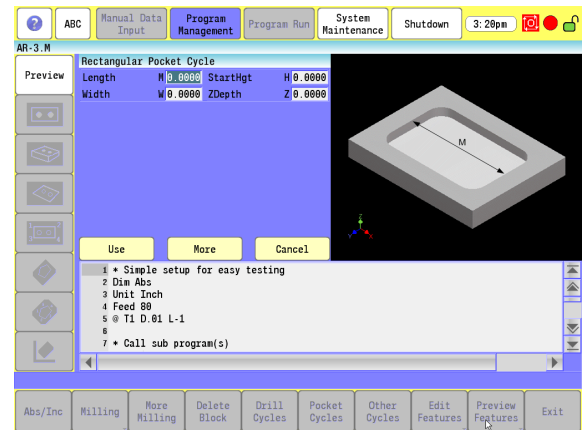 ?
ABC
Manual Data Input
Program Management
Program Run
System Maintenance
Shutdown
3:20pm
AR-3.M
Preview
Rectangular Pocket Cycle
Length M 0.0000 StartHgt H 0.0000
Width W 0.0000 ZDepth Z 0.0000
M
Z
Y X
Use More Cancel
1 * Simple setup for easy testing
2 Dim Abs
3 Unit Inch
4 Feed 80
5 @ T1 D.01 L-1
6
7 * Call sub program(s)
Abs/Inc
Milling
More Milling
Delete Block
Drill Cycles
Pocket Cycles
Other Cycles
Edit Features
Preview Features
Exit